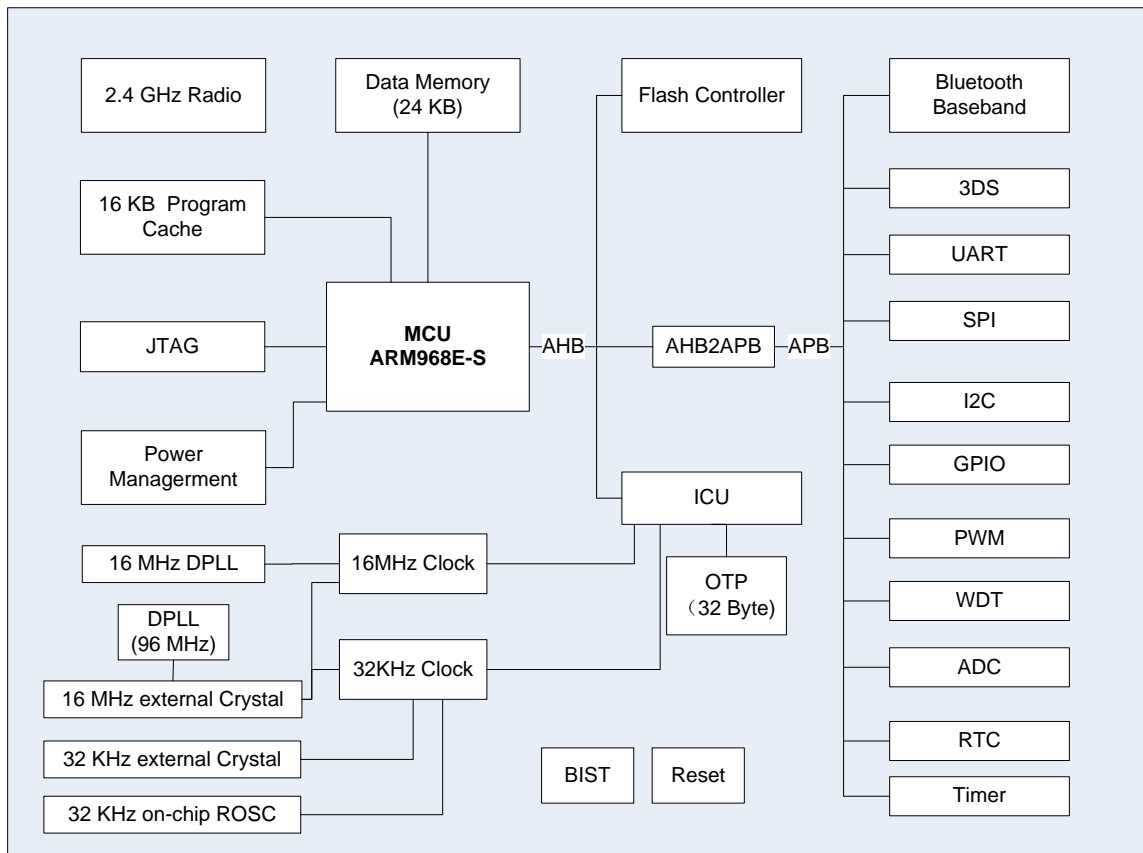 2.4 GHz Radio
Data Memory
(24 KB)
Flash Controller
Bluetooth
Baseband
16 KB Program
Cache
3DS
UART
SPI
JTAG
MCU
ARM968E-S
AHB
AHB2APB
APB
I2C
Power
Managerment
GPIO
ICU
PWM
16 MHz DPLL
16MHz Clock
OTP
（32 Byte)
WDT
DPLL
(96 MHz)
32KHz Clock
ADC
16 MHz external Crystal
32 KHz external Crystal
BIST
Reset
RTC
32 KHz on-chip ROSC
Timer